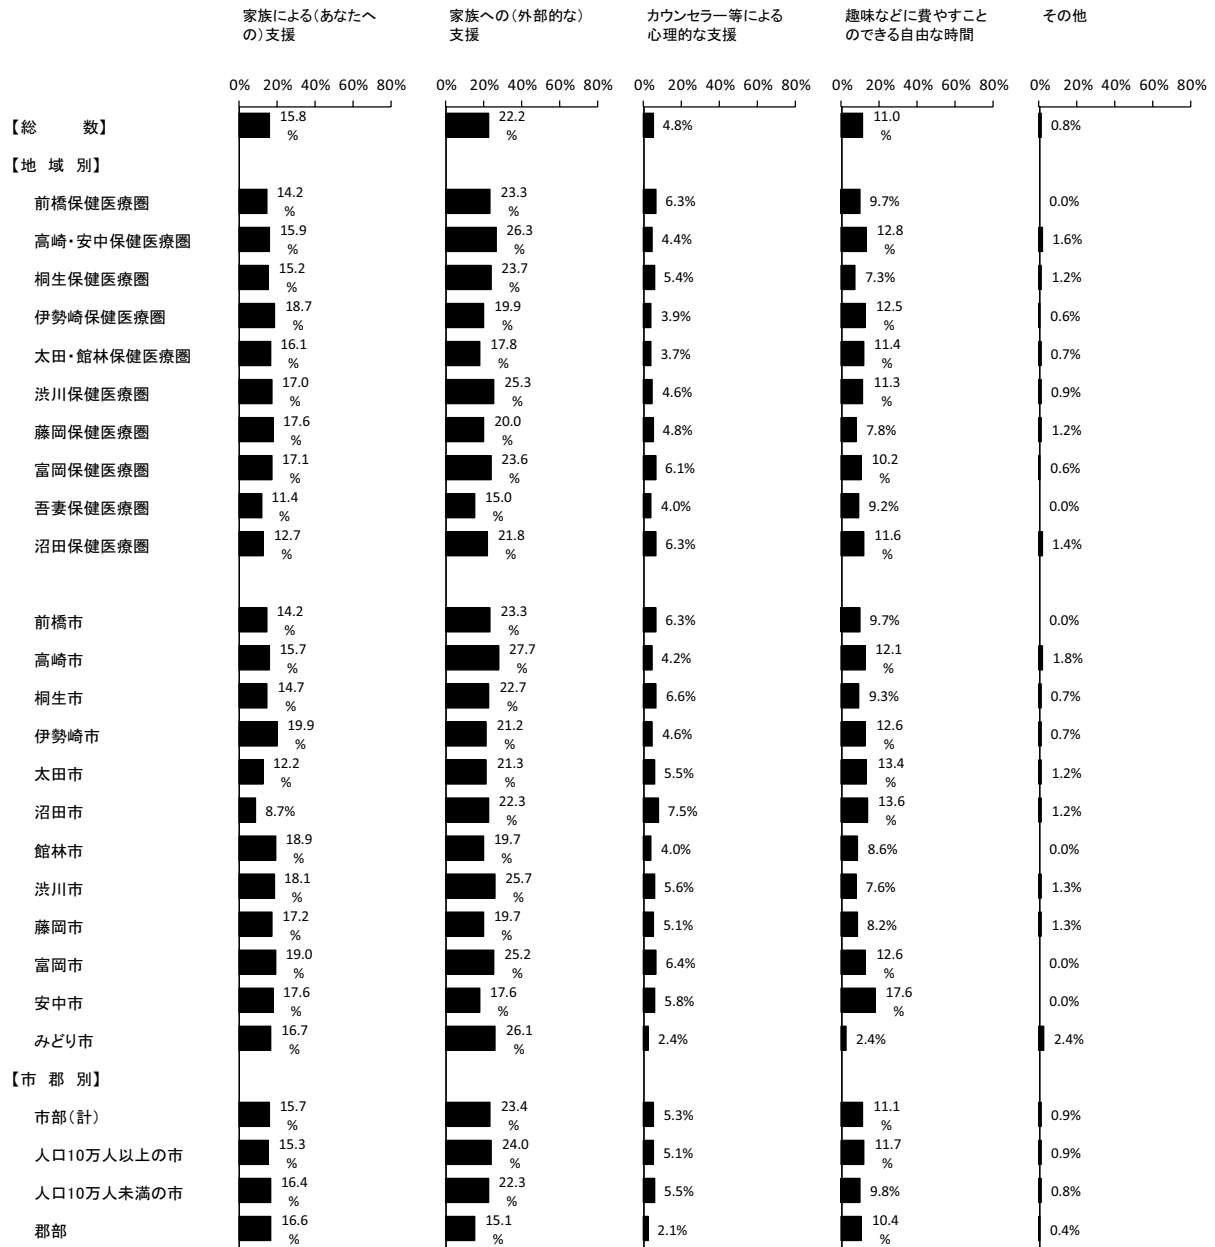 家族による(あなたへの)支援
家族への(外部的な)支援
カウンセラー等による心理的な支援
趣味などに費やすことのできる自由な時間
その他
0% 20% 40% 60% 80% 0% 20% 40% 60% 80% 0% 20% 40% 60% 80% 0% 20% 40% 60% 80% 0% 20% 40% 60% 80%
【総 数】 15.8% 22.2% 4.8% 11.0% 0.8%
【地 域 別】
前橋保健医療圏 14.2% 23.3% 6.3% 9.7% 0.0%
高崎・安中保健医療圏 15.9% 26.3% 4.4% 12.8% 1.6%
桐生保健医療圏 15.2% 23.7% 5.4% 7.3% 1.2%
伊勢崎保健医療圏 18.7% 19.9% 3.9% 12.5% 0.6%
太田・館林保健医療圏 16.1% 17.8% 3.7% 11.4% 0.7%
渋川保健医療圏 17.0% 25.3% 4.6% 11.3% 0.9%
藤岡保健医療圏 17.6% 20.0% 4.8% 7.8% 1.2%
富岡保健医療圏 17.1% 23.6% 6.1% 10.2% 0.6%
吾妻保健医療圏 11.4% 15.0% 4.0% 9.2% 0.0%
沼田保健医療圏 12.7% 21.8% 6.3% 11.6% 1.4%
前橋市 14.2% 23.3% 6.3% 9.7% 0.0%
高崎市 15.7% 27.7% 4.2% 12.1% 1.8%
桐生市 14.7% 22.7% 6.6% 9.3% 0.7%
伊勢崎市 19.9% 21.2% 4.6% 12.6% 0.7%
太田市 12.2% 21.3% 5.5% 13.4% 1.2%
沼田市 8.7% 22.3% 7.5% 13.6% 1.2%
館林市 18.9% 19.7% 4.0% 8.6% 0.0%
渋川市 18.1% 25.7% 5.6% 7.6% 1.3%
藤岡市 17.2% 19.7% 5.1% 8.2% 1.3%
富岡市 19.0% 25.2% 6.4% 12.6% 0.0%
安中市 17.6% 17.6% 5.8% 17.6% 0.0%
みどり市 16.7% 26.1% 2.4% 2.4% 2.4%
【市 郡 別】
市部(計) 15.7% 23.4% 5.3% 11.1% 0.9%
人口10万人以上の市 15.3% 24.0% 5.1% 11.7% 0.9%
人口10万人未満の市 16.4% 22.3% 5.5% 9.8% 0.8%
郡部 16.6% 15.1% 2.1% 10.4% 0.4%